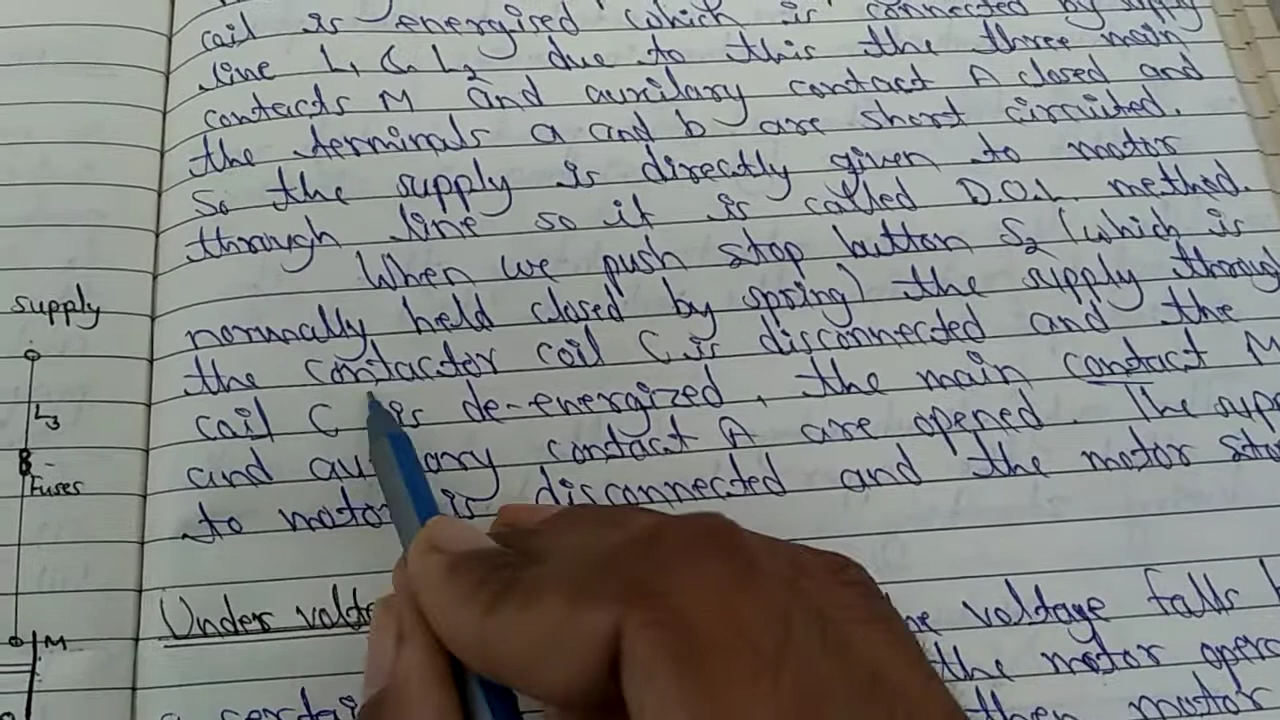 coil is energised which is connected by supply
line L1 & L2 due to this the three main
contacts M and auxilary contact A closed and
the terminals a and b are short circuited.
So the supply is directly given to motor
through line so it is called D.O.L. method.
When we push stop button S2 (which is
normally held closed by spring) the supply through
the contactor coil C is disconnected and the
coil C is de-energized, the main contact M
and contact A are opened. The
to motor is disconnected and the motor
supply
L3
Fuses
M
Under voltage falls
the motor
then motor
a